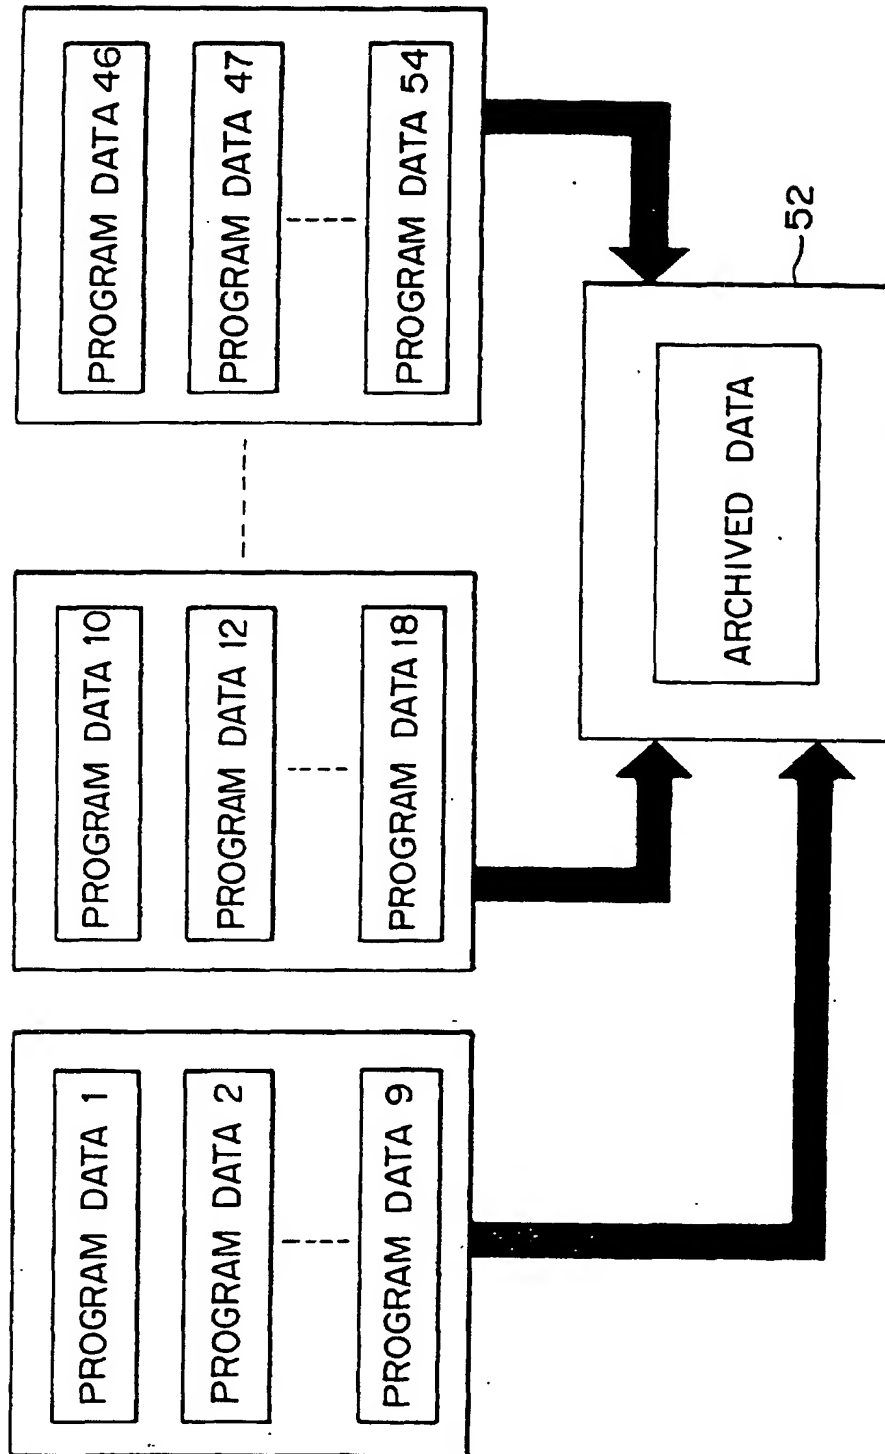 PROGRAM DATA 1
PROGRAM DATA 2
PROGRAM DATA 9
PROGRAM DATA 10
PROGRAM DATA 12
PROGRAM DATA 18
PROGRAM DATA 46
PROGRAM DATA 47
PROGRAM DATA 54
ARCHIVED DATA
52